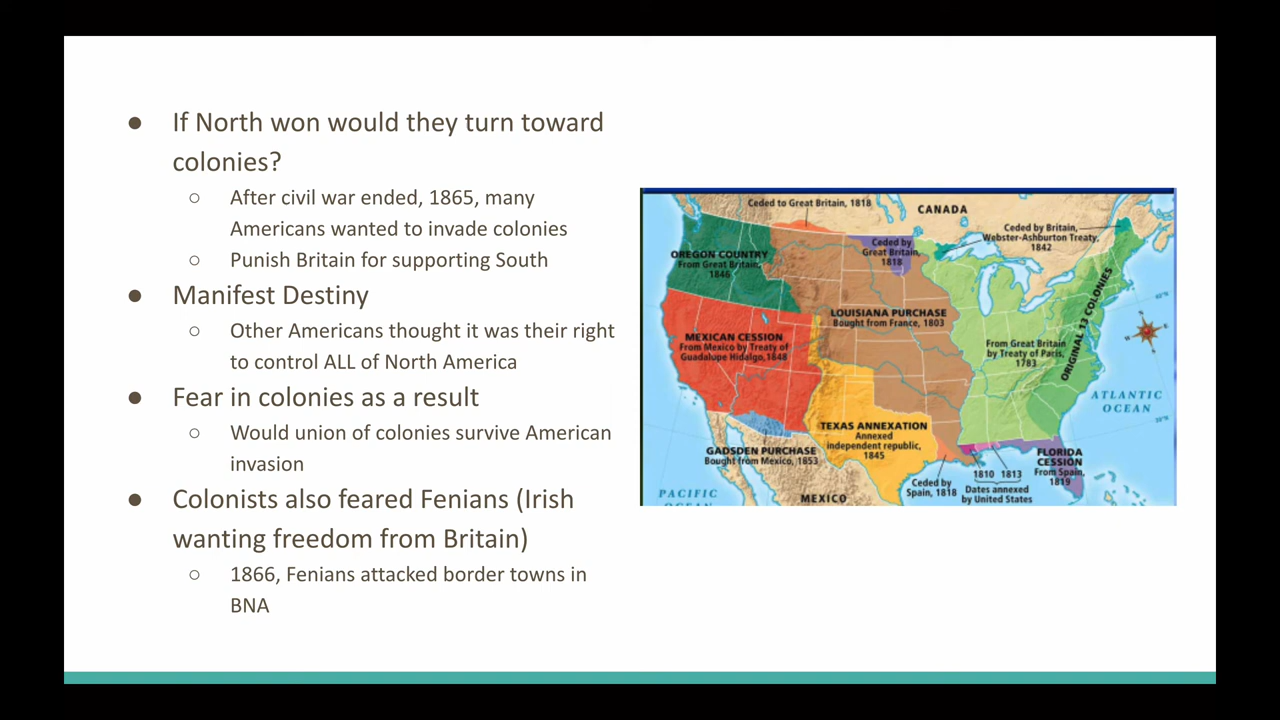 ● If North won would they turn toward
colonies?
○ After civil war ended, 1865, many
Americans wanted to invade colonies
○ Punish Britain for supporting South
● Manifest Destiny
○ Other Americans thought it was their right
to control ALL of North America
● Fear in colonies as a result
○ Would union of colonies survive American
invasion
● Colonists also feared Fenians (Irish
wanting freedom from Britain)
○ 1866, Fenians attacked border towns in
BNA
Ceded to Great Britain, 1818
CANADA
Ceded by Britain,
Webster-Ashburton Treaty,
1842
Ceded by
Great Britain,
1818
OREGON COUNTRY
From Great Britain,
1846
LOUISIANA PURCHASE
Bought from France, 1803
ORIGINAL 13 COLONIES
MEXICAN CESSION
From Mexico by Treaty of
Guadalupe Hidalgo, 1848
From Great Britain
by Treaty of Paris,
1783
ATLANTIC
OCEAN
TEXAS ANNEXATION
Annexed
independent republic,
1845
GADSDEN PURCHASE
Bought from Mexico, 1853
FLORIDA
CESSION
From Spain,
1819
Ceded by
Spain, 1818
1810 1813
Dates annexed
by United States
PACIFIC
OCEAN
MEXICO